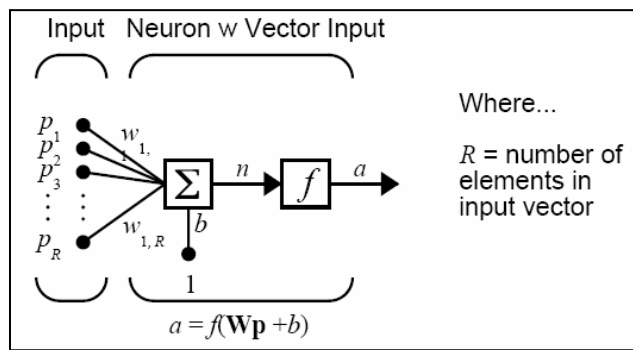 Input Neuron w Vector Input
p1
p2
p3
pR
w1,
1
w1, R
Σ
n
f
a
b
1
a = f(Wp +b)
Where...
R = number of
elements in
input vector